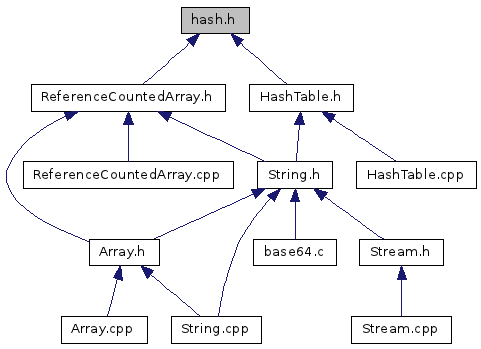 hash.h
ReferenceCountedArray.h
HashTable.h
ReferenceCountedArray.cpp
String.h
HashTable.cpp
Array.h
base64.c
Stream.h
Array.cpp
String.cpp
Stream.cpp